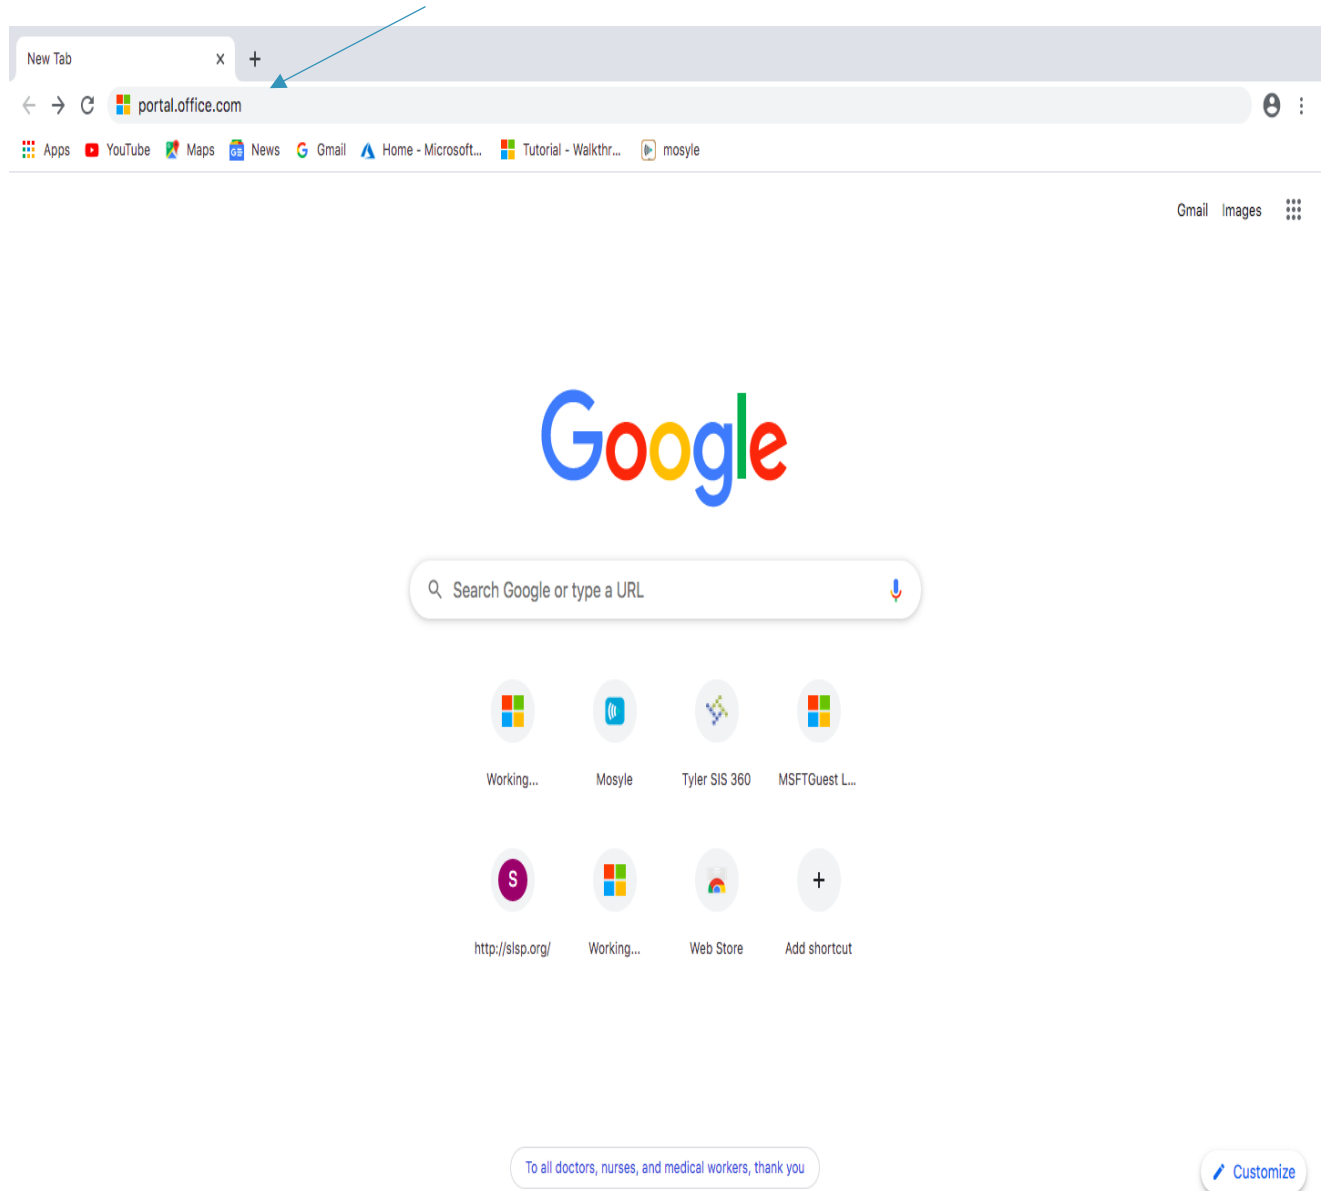 New Tab
portal.office.com
Apps YouTube Maps News Gmail Home - Microsoft... Tutorial - Walkthr... mosyle
Gmail Images
Google
Search Google or type a URL
Working... Mosyle Tyler SIS 360 MSFTGuest L...
S
http://slsp.org/ Working... Web Store Add shortcut
To all doctors, nurses, and medical workers, thank you
Customize